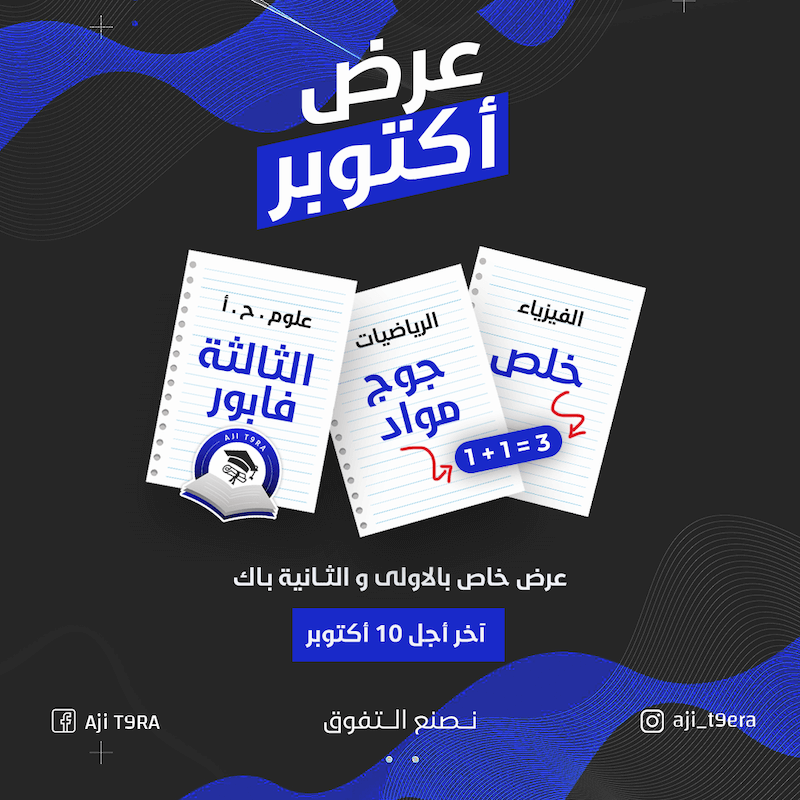 عرض
أكتوبر
الفيزياء
خلص
الرياضيات
جوج
مواد
1 + 1 = 3
علوم . ح . أ
الثالثة
فابور
AJI T9RA
عرض خاص بالاولى و الثانية باك
آخر أجل 10 أكتوبر
Aji T9RA
نـصنع الـتفوق
aji_t9era